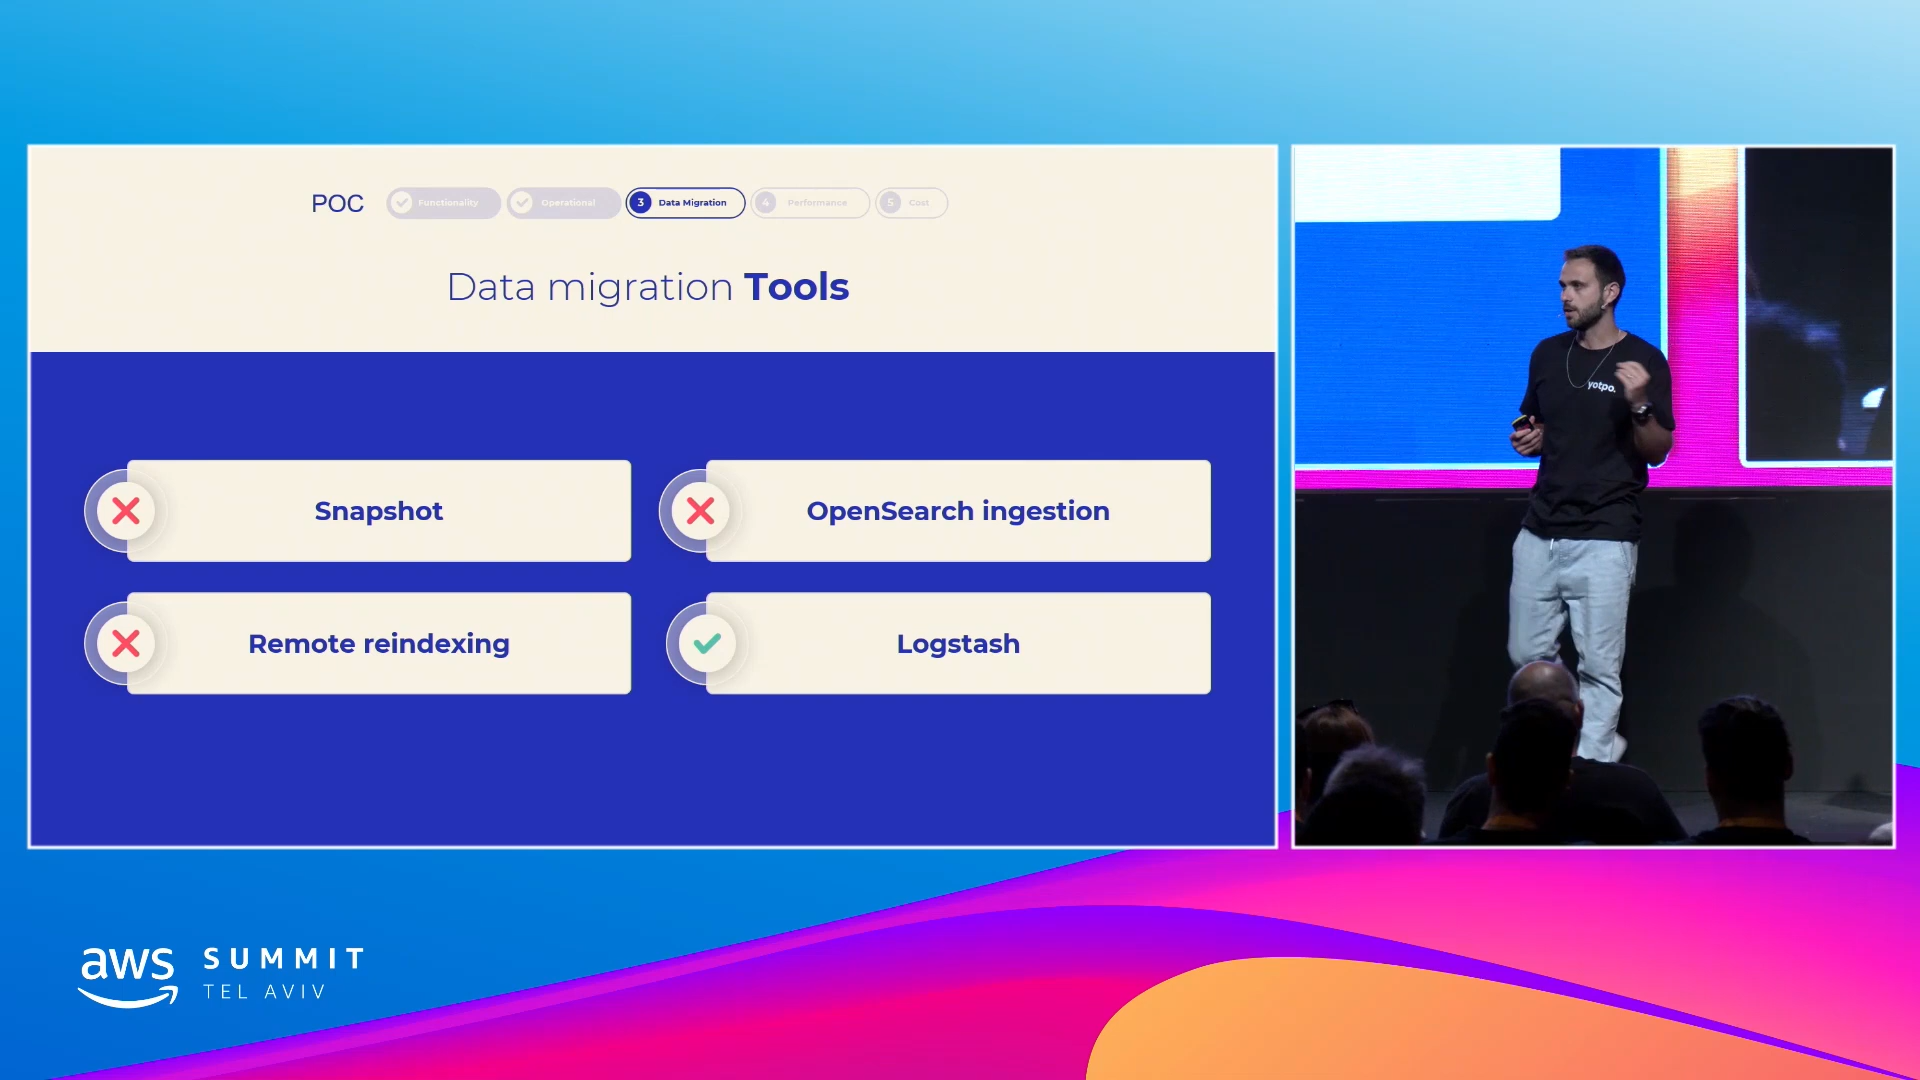 POC
Functionality
Operational
3 Data Migration
4 Performance
5 Cost
Data migration Tools
Snapshot
OpenSearch ingestion
Remote reindexing
Logstash
yotpo.
aws SUMMIT
TEL AVIV